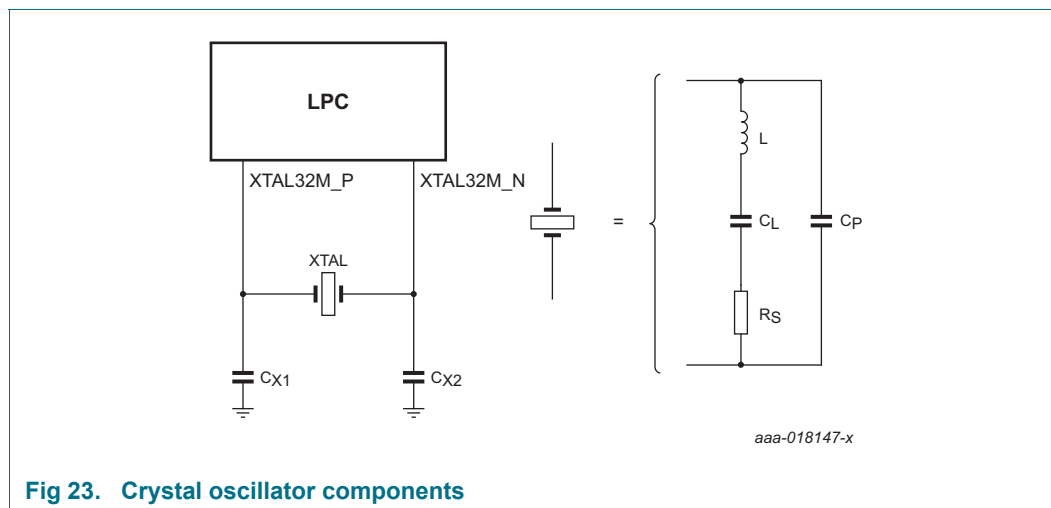 LPC
XTAL32M_P
XTAL32M_N
XTAL
CX1
CX2
=
L
CL
CP
RS
aaa-018147-x
Fig 23. Crystal oscillator components